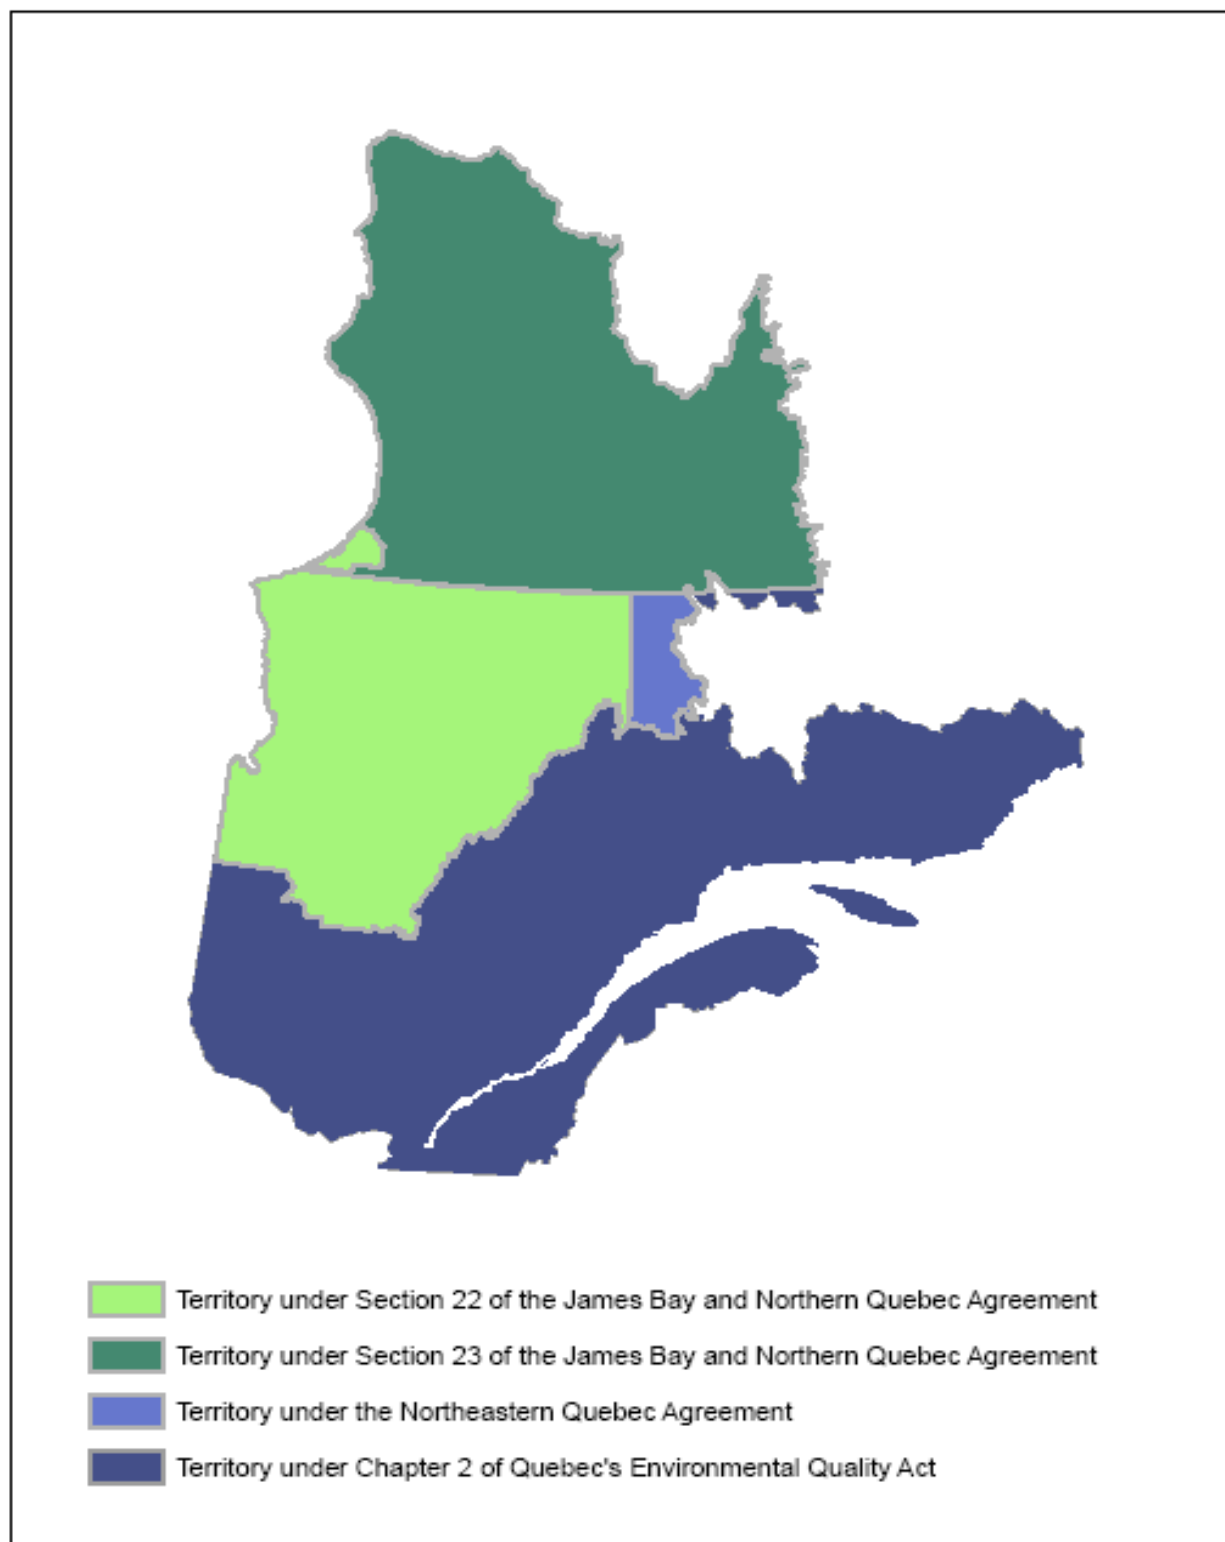 Territory under Section 22 of the James Bay and Northern Quebec Agreement
Territory under Section 23 of the James Bay and Northern Quebec Agreement
Territory under the Northeastern Quebec Agreement
Territory under Chapter 2 of Quebec's Environmental Quality Act